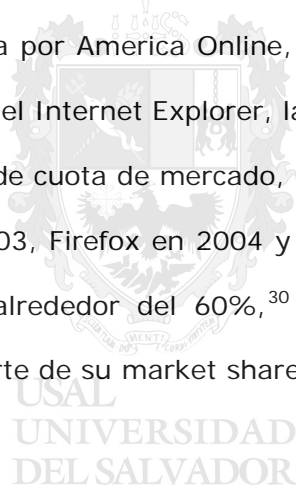 a por America Online,
el Internet Explorer, la
de cuota de mercado,
03, Firefox en 2004 y
alrededor del 60%,³⁰
rte de su market share
USAL
UNIVERSIDAD
DEL SALVADOR